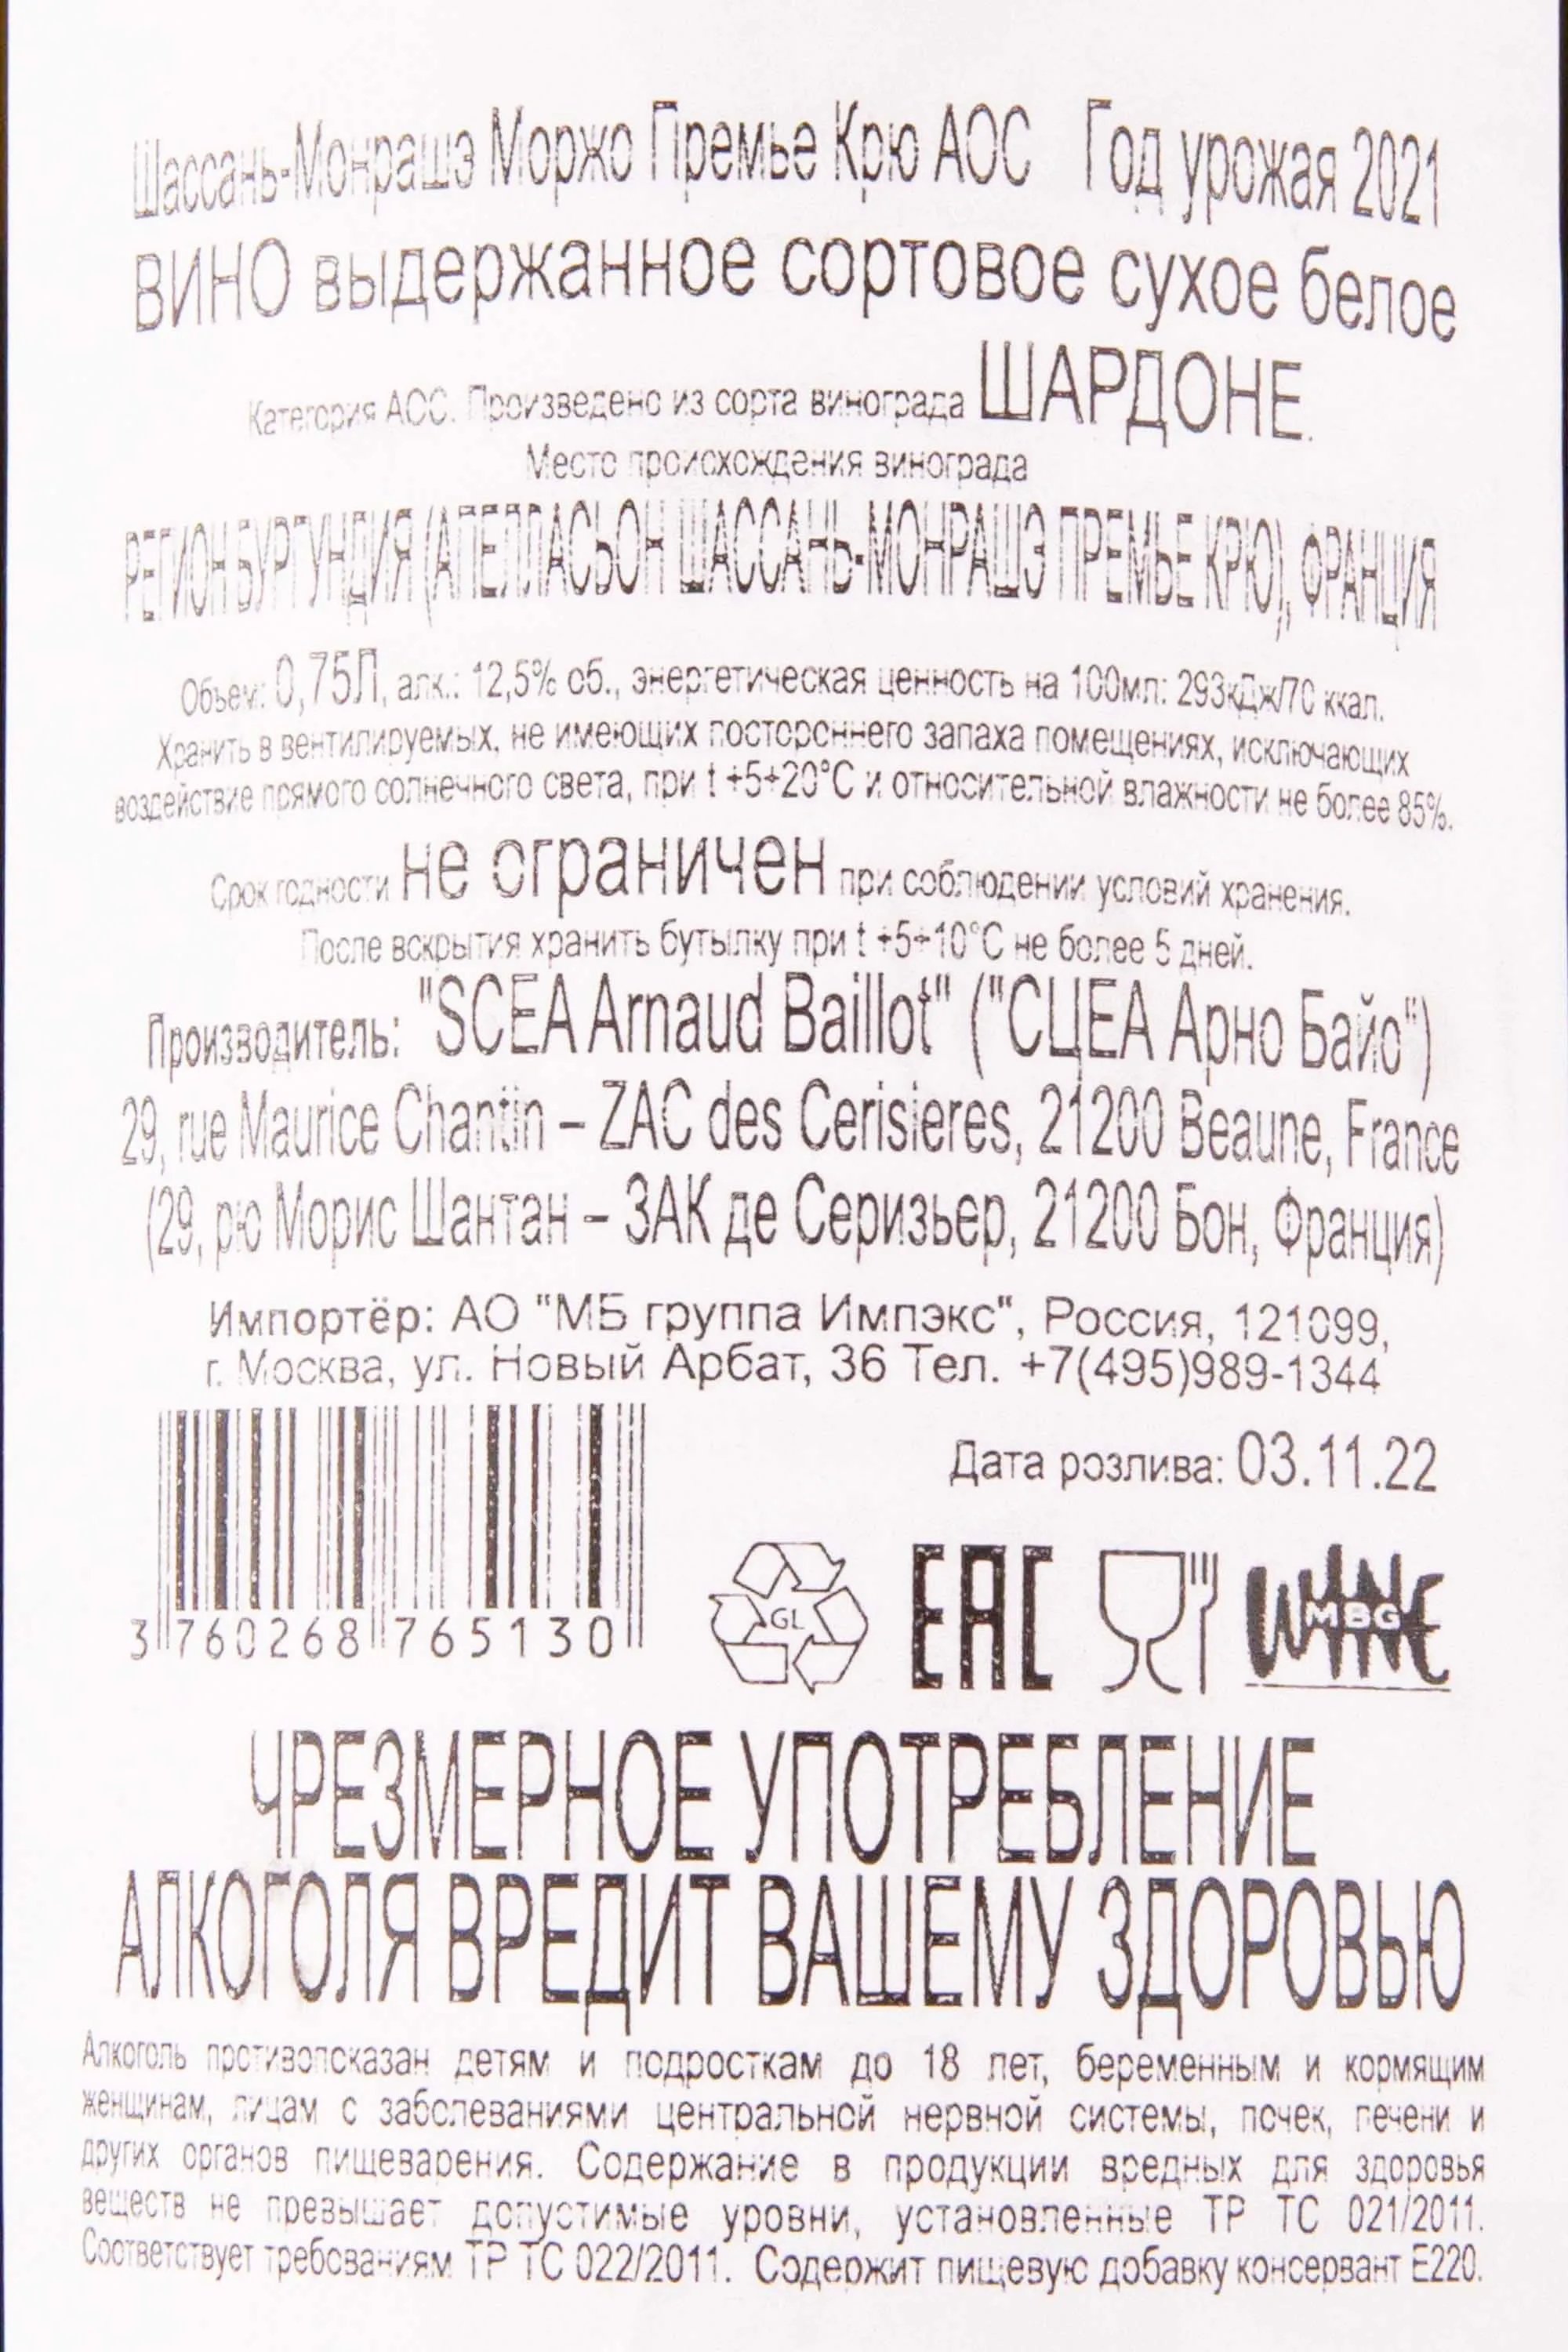 Шассань-Монрашэ Моржо Премье Крю АОС Год урожая 2021
ВИНО выдержанное сортовое сухое белое
Категория АОС. Произведено из сорта винограда ШАРДОНЕ.
Место происхождения винограда
РЕГИОН БУРГУНДИЯ (АПЕЛЛАСЬОН ШАССАНЬ-МОНРАШЭ ПРЕМЬЕ КРЮ), ФРАНЦИЯ
Объем: 0,75Л, алк.: 12,5% об., энергетическая ценность на 100мл: 293кДж/70 ккал.
Хранить в вентилируемых, не имеющих постороннего запаха помещениях, исключающих
воздействие прямого солнечного света, при t +5+20°С и относительной влажности не более 85%.
Срок годности не ограничен при соблюдении условий хранения.
После вскрытия хранить бутылку при t +5+10°С не более 5 дней.
Производитель: "SCEA Arnaud Baillot" ("СЦЕА Арно Байо")
29, rue Maurice Chantin – ZAC des Cerisieres, 21200 Beaune, France
(29, рю Морис Шантан – ЗАК де Серизьер, 21200 Бон, Франция)
Импортёр: АО "МБ группа Импэкс", Россия, 121099,
г. Москва, ул. Новый Арбат, 36 Тел. +7(495)989-1344
Дата розлива: 03.11.22
3 760268 765130
GL EAC WINE MBG
ЧРЕЗМЕРНОЕ УПОТРЕБЛЕНИЕ
АЛКОГОЛЯ ВРЕДИТ ВАШЕМУ ЗДОРОВЬЮ
Алкоголь противопоказан детям и подросткам до 18 лет, беременным и кормящим
женщинам, лицам с заболеваниями центральной нервной системы, почек, печени и
других органов пищеварения. Содержание в продукции вредных для здоровья
веществ не превышает допустимые уровни, установленные ТР ТС 021/2011.
Соответствует требованиям ТР ТС 022/2011. Содержит пищевую добавку консервант Е220.